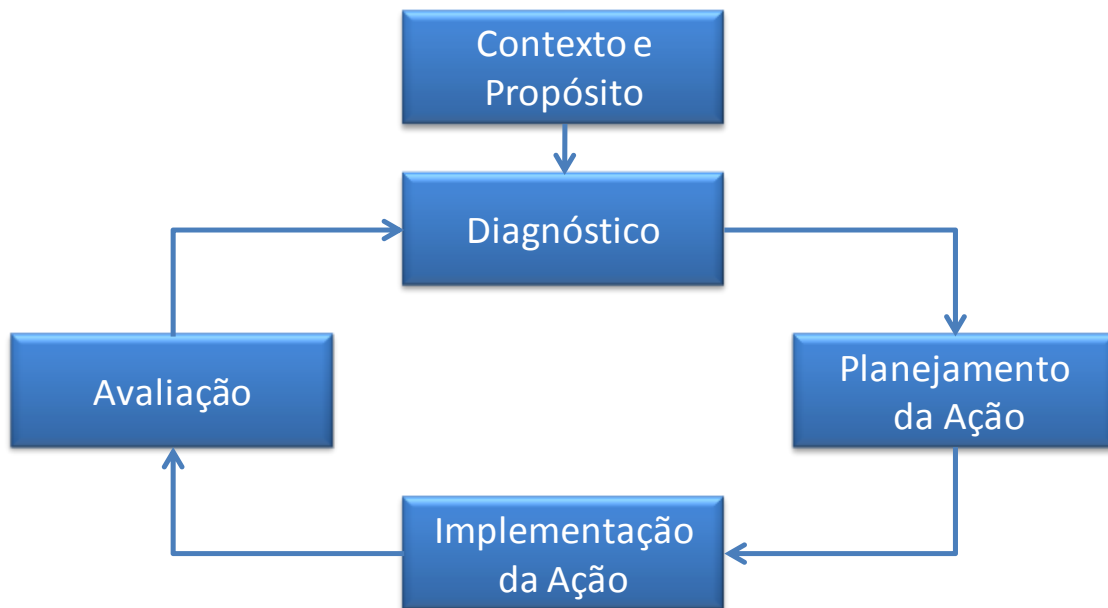 Contexto e
Propósito
Diagnóstico
Planejamento
da Ação
Avaliação
Implementação
da Ação